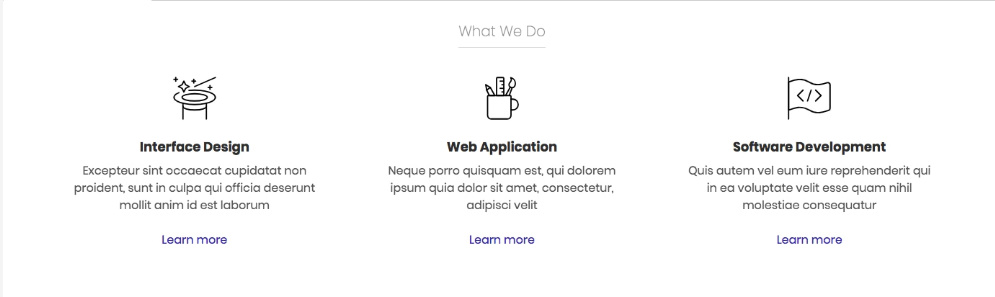 What We Do
</>
Interface Design
Excepteur sint occaecat cupidatat non
proident, sunt in culpa qui officia deserunt
mollit anim id est laborum
Learn more
Web Application
Neque porro quisquam est, qui dolorem
ipsum quia dolor sit amet, consectetur,
adipisci velit
Learn more
Software Development
Quis autem vel eum iure reprehenderit qui
in ea voluptate velit esse quam nihil
molestiae consequatur
Learn more